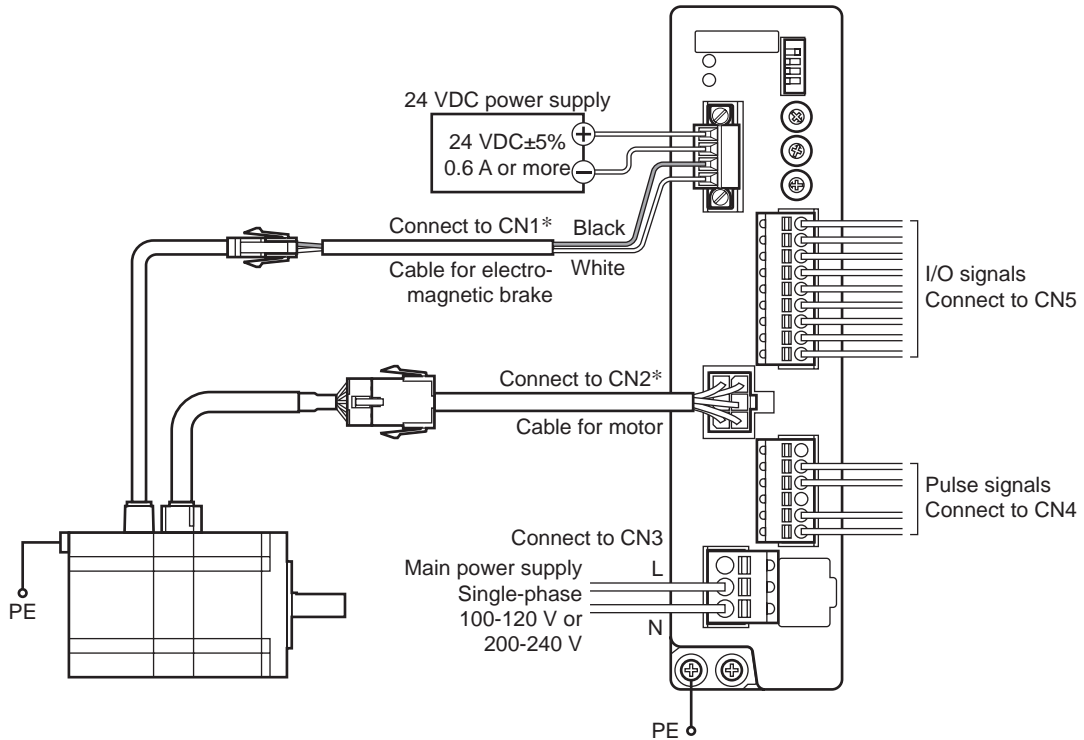 24 VDC power supply
24 VDC±5%
0.6 A or more
+
−
Connect to CN1*
Black
Cable for electro-
magnetic brake
White
I/O signals
Connect to CN5
Connect to CN2*
Cable for motor
Pulse signals
Connect to CN4
Connect to CN3
Main power supply
L
Single-phase
100-120 V or
N
200-240 V
PE
PE